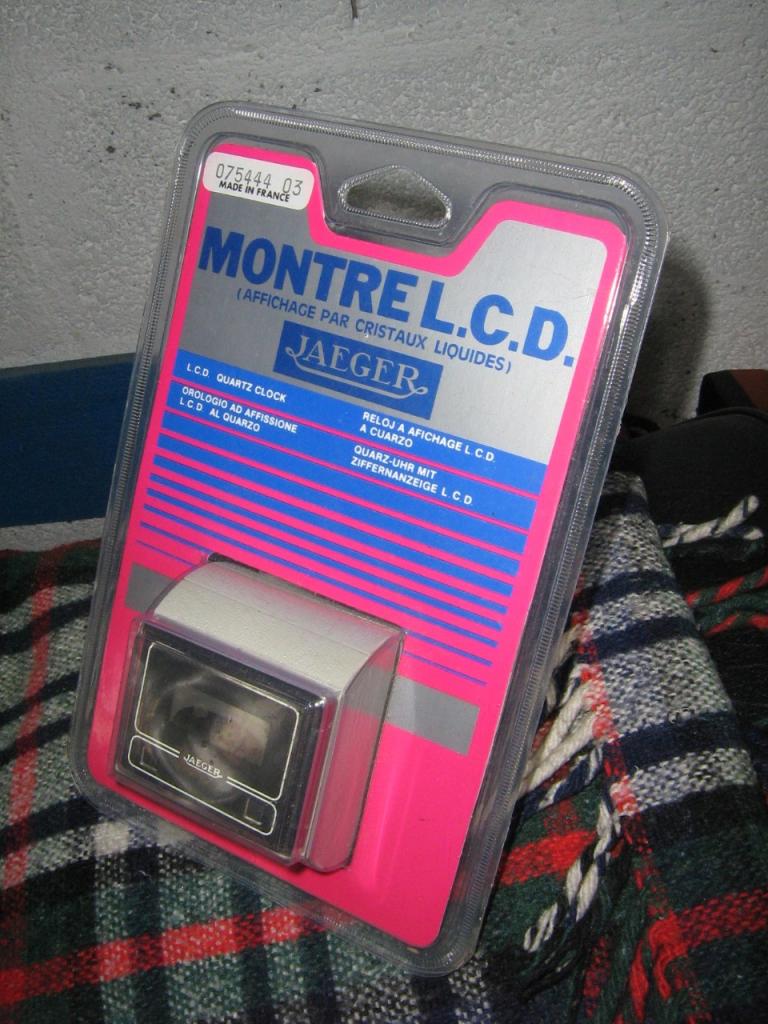 075444 03
MADE IN FRANCE
MONTRE L.C.D.
(AFFICHAGE PAR CRISTAUX LIQUIDES)
JAEGER
L.C.D QUARTZ CLOCK
OROLOGIO AD AFFISSIONE
L.C.D AL QUARZO
RELOJ A AFICHAGE L.C.D.
A CUARZO
QUARZ-UHR MIT
ZIFFERNANZEIGE L.C.D
JAEGER